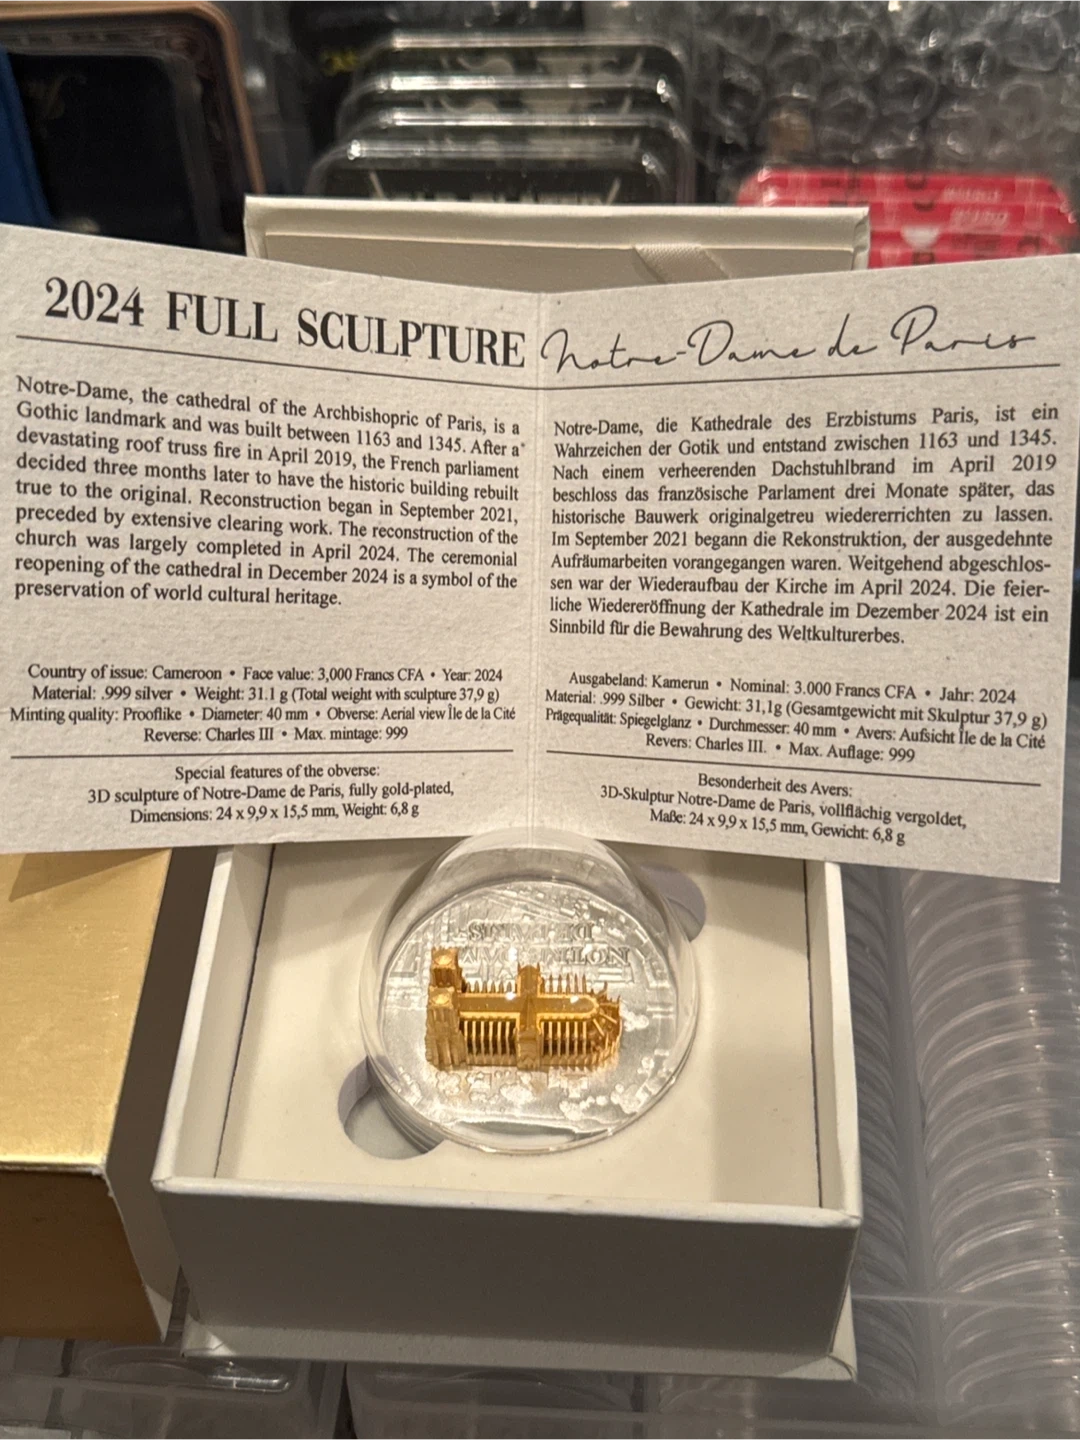 2024 FULL SCULPTURE
Notre-Dame, the cathedral of the Archbishopric of Paris, is a
Gothic landmark and was built between 1163 and 1345. After a
devastating roof truss fire in April 2019, the French parliament
decided three months later to have the historic building rebuilt
true to the original. Reconstruction began in September 2021,
preceded by extensive clearing work. The reconstruction of the
church was largely completed in April 2024. The ceremonial
reopening of the cathedral in December 2024 is a symbol of the
preservation of world cultural heritage.
Country of issue: Cameroon • Face value: 3,000 Francs CFA • Year: 2024
Material: .999 silver • Weight: 31.1 g (Total weight with sculpture 37,9 g)
Minting quality: Prooflike • Diameter: 40 mm • Obverse: Aerial view Île de la Cité
Reverse: Charles III • Max. mintage: 999
Special features of the obverse:
3D sculpture of Notre-Dame de Paris, fully gold-plated,
Dimensions: 24 x 9,9 x 15,5 mm, Weight: 6,8 g
Notre-Dame de Paris
Notre-Dame, die Kathedrale des Erzbistums Paris, ist ein
Wahrzeichen der Gotik und entstand zwischen 1163 und 1345.
Nach einem verheerenden Dachstuhlbrand im April 2019
beschloss das französische Parlament drei Monate später, das
historische Bauwerk originalgetreu wiedererrichten zu lassen.
Im September 2021 begann die Rekonstruktion, der ausgedehnte
Aufräumarbeiten vorangegangen waren. Weitgehend abgeschlos-
sen war der Wiederaufbau der Kirche im April 2024. Die feier-
liche Wiedereröffnung der Kathedrale im Dezember 2024 ist ein
Sinnbild für die Bewahrung des Weltkulturerbes.
Ausgabeland: Kamerun • Nominal: 3.000 Francs CFA • Jahr: 2024
Material: .999 Silber • Gewicht: 31,1g (Gesamtgewicht mit Skulptur 37,9 g)
Prägequalität: Spiegelglanz • Durchmesser: 40 mm • Avers: Aufsicht Île de la Cité
Revers: Charles III. • Max. Auflage: 999
Besonderheit des Avers:
3D-Skulptur Notre-Dame de Paris, vollflächig vergoldet,
Maße: 24 x 9,9 x 15,5 mm, Gewicht: 6,8 g